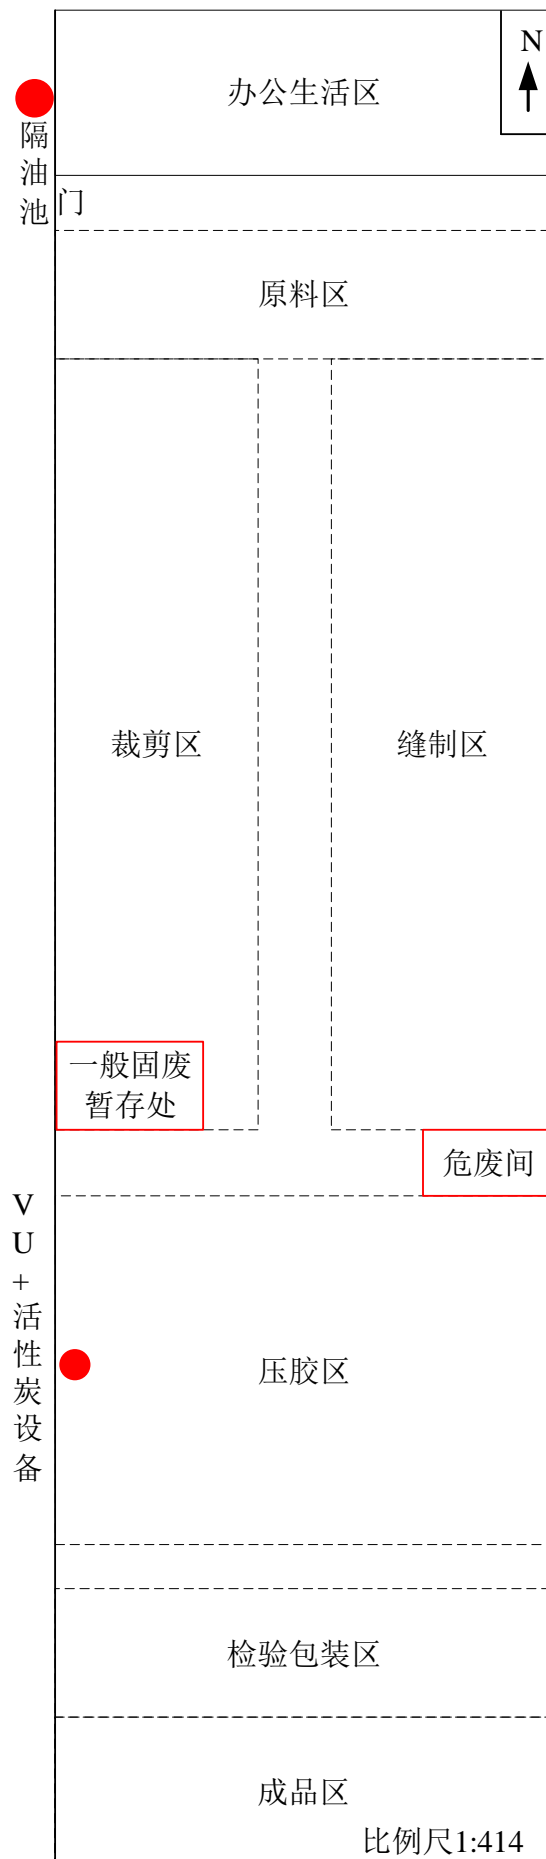 N
办公生活区
隔油池
门
原料区
裁剪区
缝制区
一般固废
暂存处
危废间
VU+活性炭设备
压胶区
检验包装区
成品区
比例尺1:414